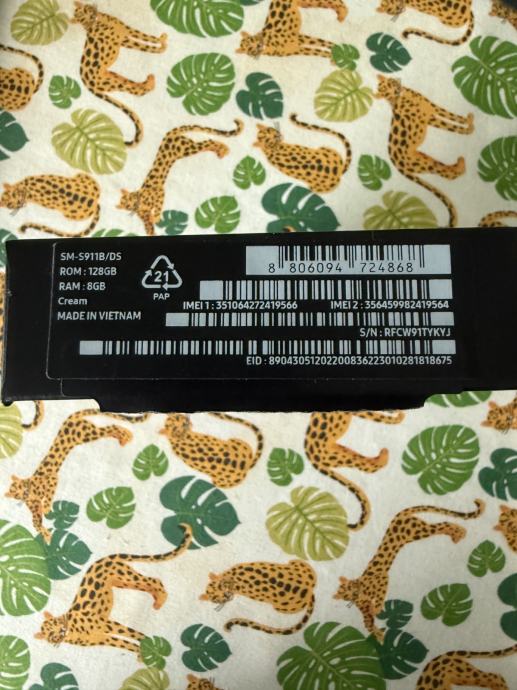 SM-S911B/DS
ROM : 128GB
RAM : 8GB
Cream
MADE IN VIETNAM
21
PAP
8 806094 724868
IMEI 1 : 351064272419566 IMEI 2 : 356459982419564
S/N : RFCW91TYKYJ
EID : 89043051202200836223010281818675